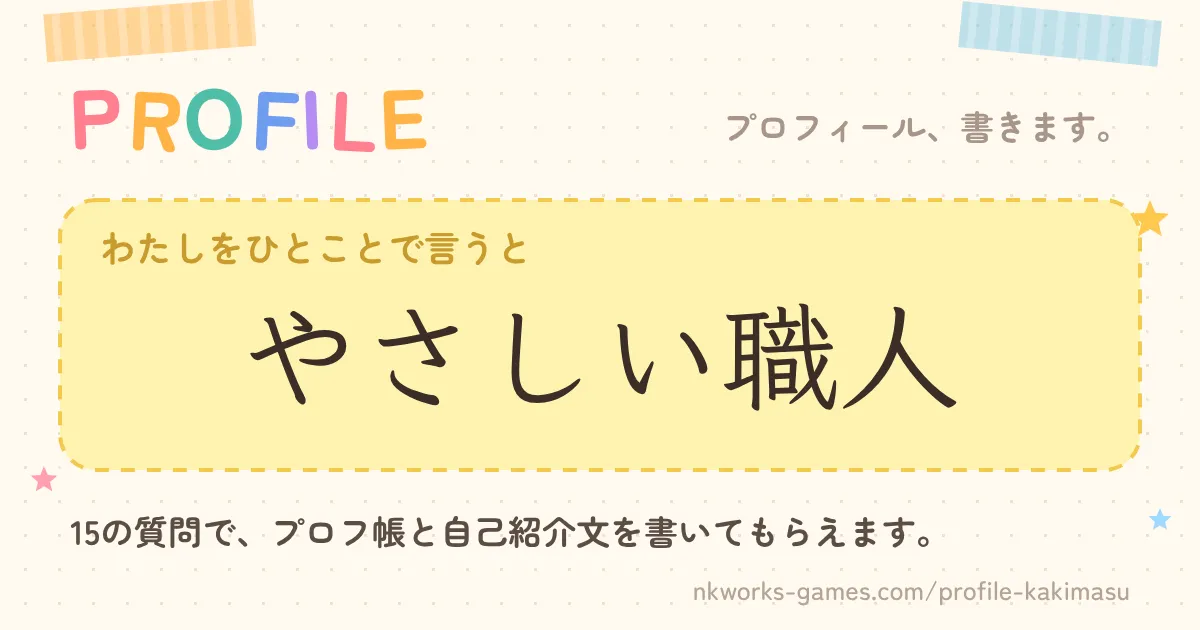 PROFILE
プロフィール、書きます。
わたしをひとことで言うと
やさしい職人
15の質問で、プロフ帳と自己紹介文を書いてもらえます。
nkworks-games.com/profile-kakimasu